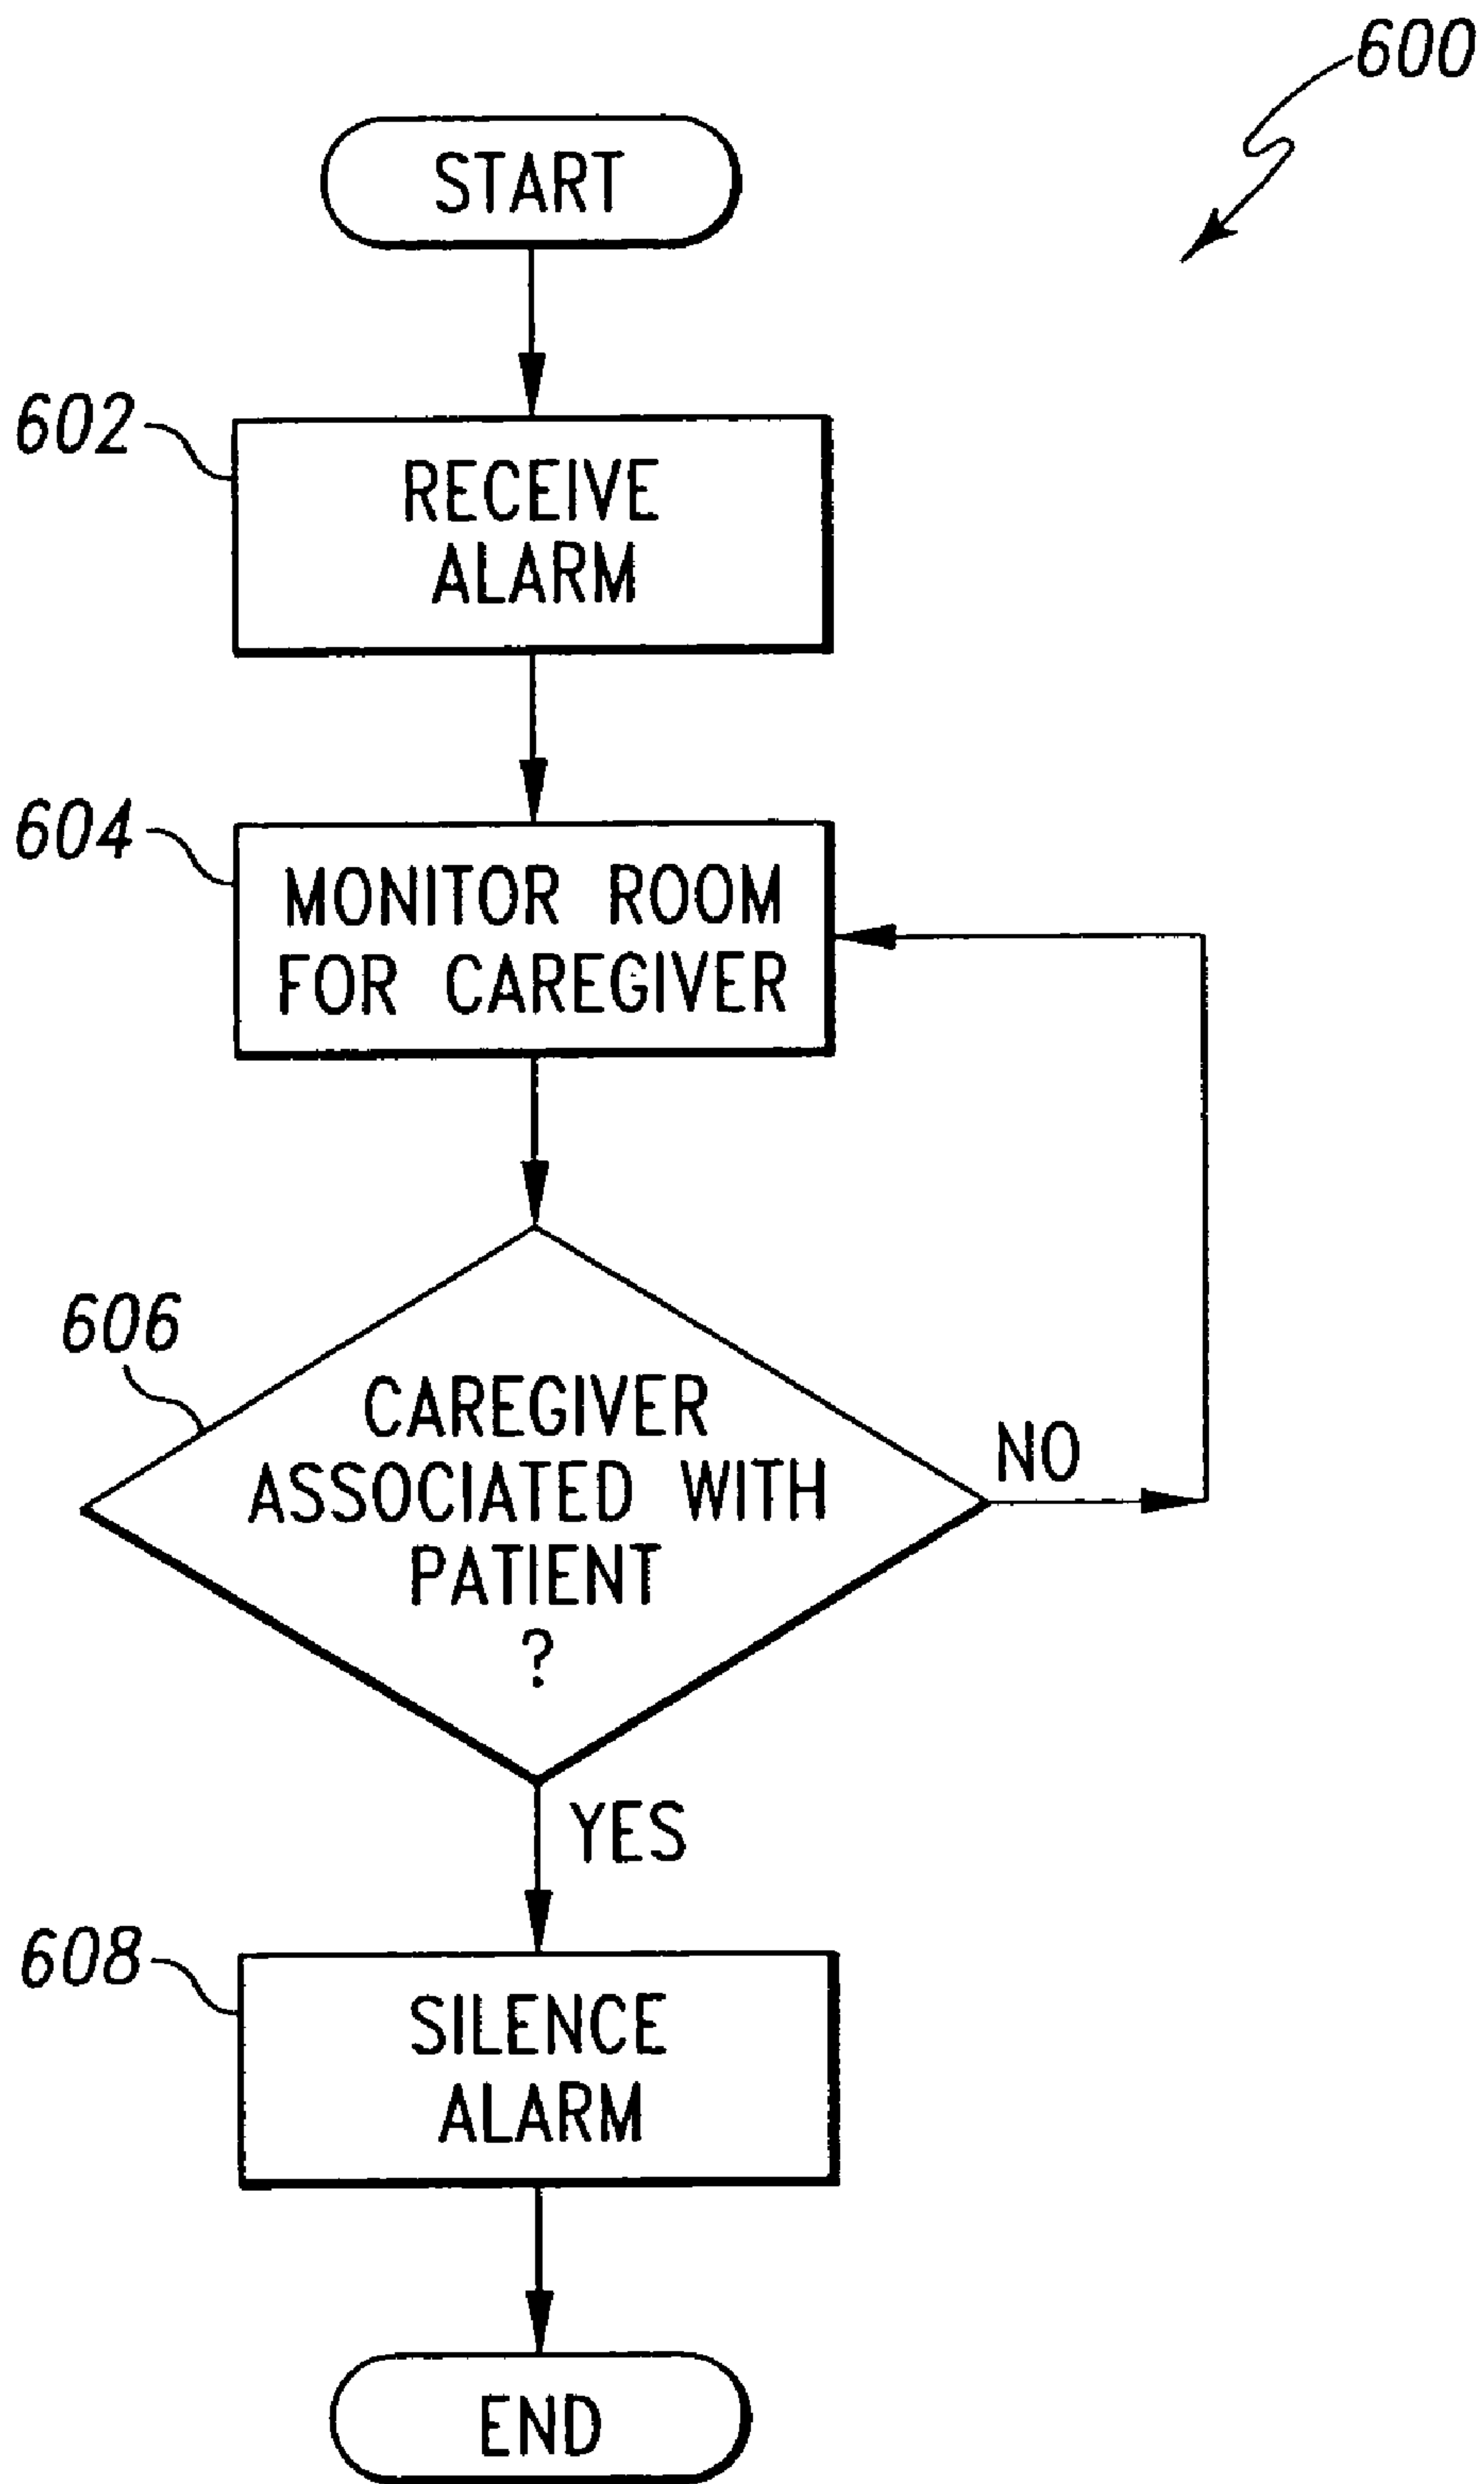 600
START
602
RECEIVE
ALARM
604
MONITOR ROOM
FOR CAREGIVER
606
CAREGIVER
ASSOCIATED WITH
PATIENT
?
NO
YES
608
SILENCE
ALARM
END